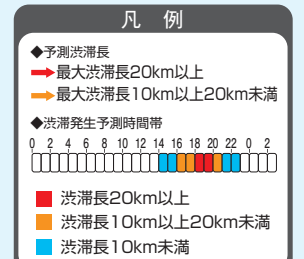 凡 例
◆予測渋滞長
最大渋滞長20km以上
最大渋滞長10km以上20km未満
◆渋滞発生予測時間帯
0 2 4 6 8 10 12 14 16 18 20 22 0 2
渋滞長20km以上
渋滞長10km以上20km未満
渋滞長10km未満